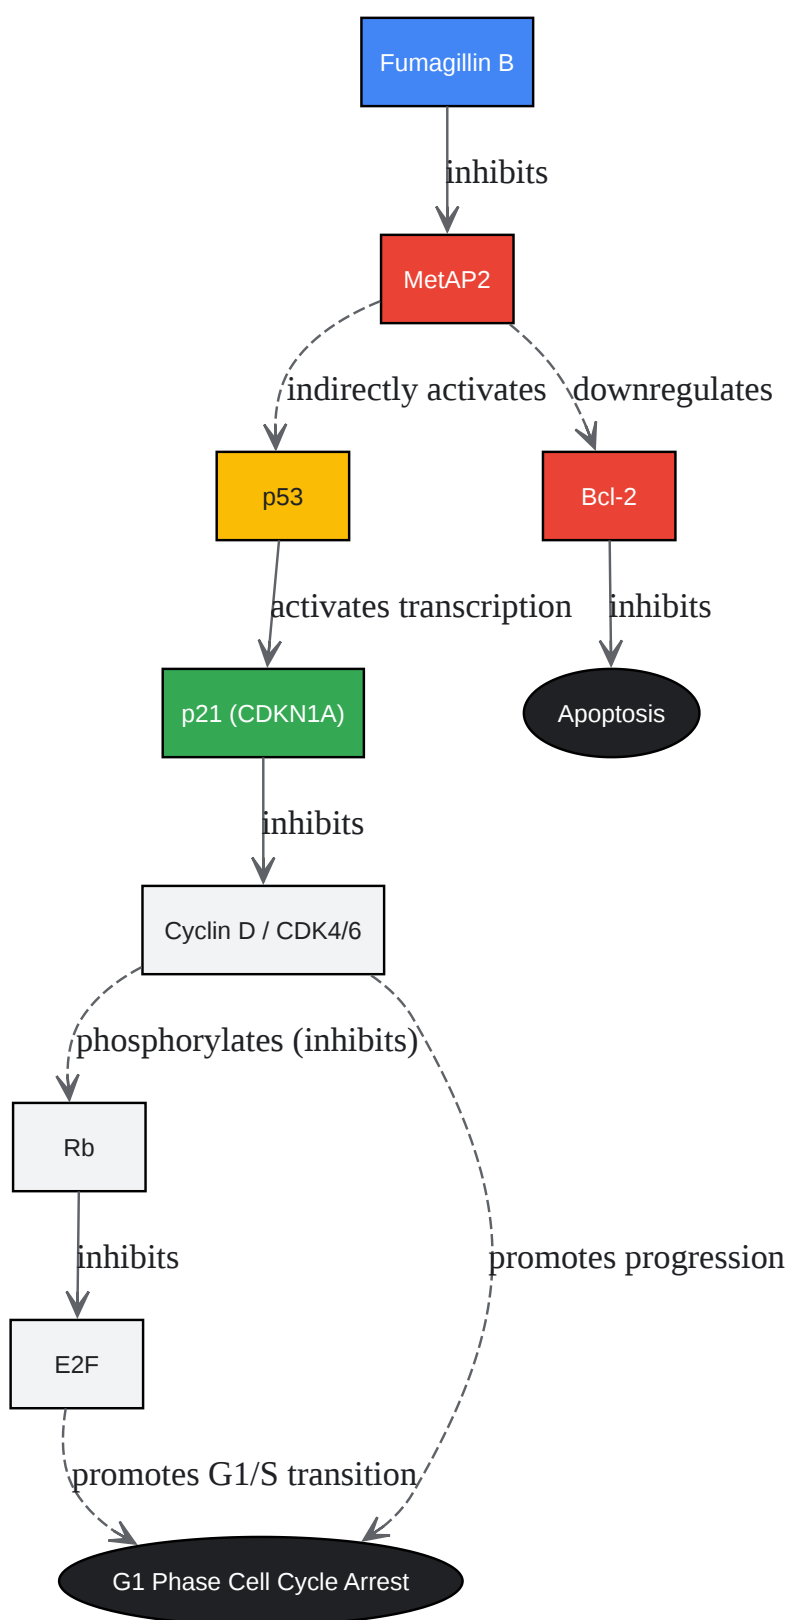 Fumagillin B
inhibits
MetAP2
indirectly activates
downregulates
p53
Bcl-2
activates transcription
inhibits
p21 (CDKN1A)
Apoptosis
inhibits
Cyclin D / CDK4/6
phosphorylates (inhibits)
Rb
inhibits
promotes progression
E2F
promotes G1/S transition
G1 Phase Cell Cycle Arrest